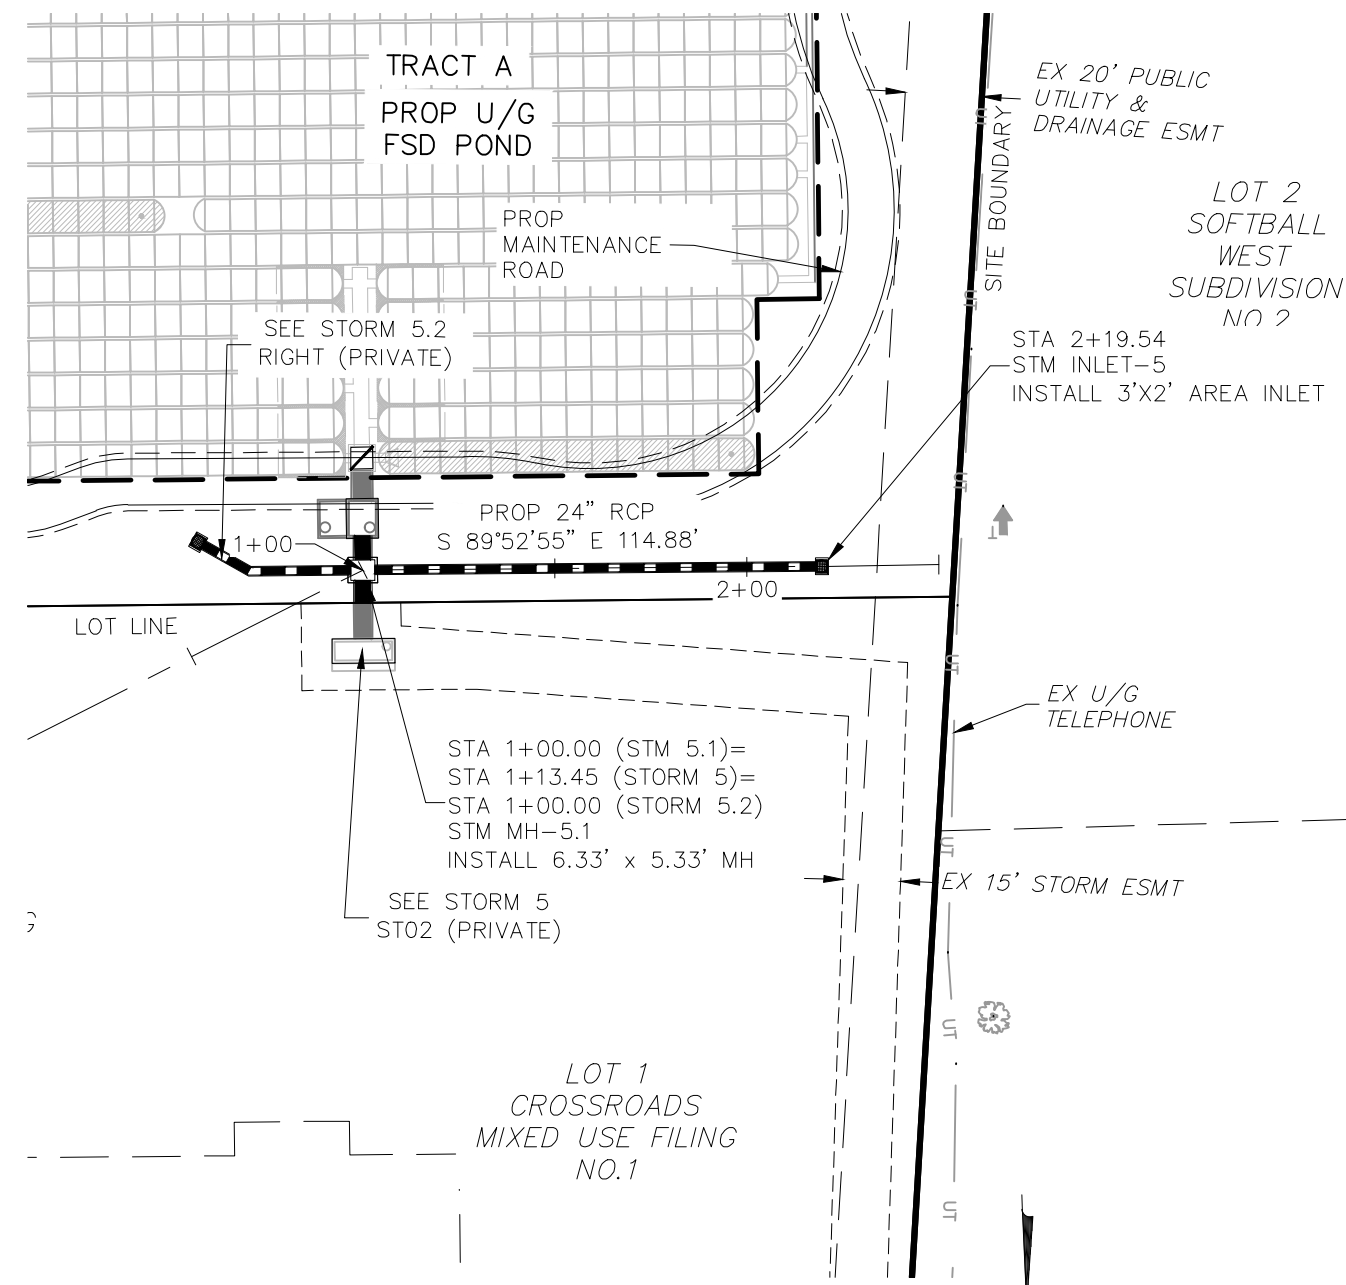 TRACT A
PROP U/G
FSD POND
EX 20' PUBLIC
UTILITY &
DRAINAGE ESMT
SITE BOUNDARY
UT
LOT 2
SOFTBALL
WEST
SUBDIVISION
NO.2
PROP
MAINTENANCE
ROAD
UT
SEE STORM 5.2
RIGHT (PRIVATE)
STA 2+19.54
STM INLET-5
INSTALL 3'X2' AREA INLET
UT
T
PROP 24" RCP
S 89°52'55" E 114.88'
1+00
2+00
LOT LINE
UT
EX U/G
TELEPHONE
STA 1+00.00 (STM 5.1)=
STA 1+13.45 (STORM 5)=
STA 1+00.00 (STORM 5.2)
STM MH-5.1
INSTALL 6.33' x 5.33' MH
UT
EX 15' STORM ESMT
SEE STORM 5
ST02 (PRIVATE)
G
UT
LOT 1
CROSSROADS
MIXED USE FILING
NO.1
UT